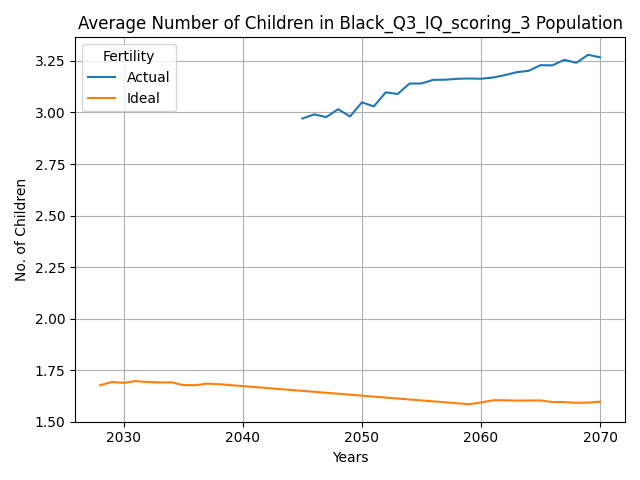 Average Number of Children in Black_Q3_IQ_scoring_3 Population
Fertility
Actual
Ideal
No. of Children
3.25
3.00
2.75
2.50
2.25
2.00
1.75
1.50
2030 2040 2050 2060 2070
Years